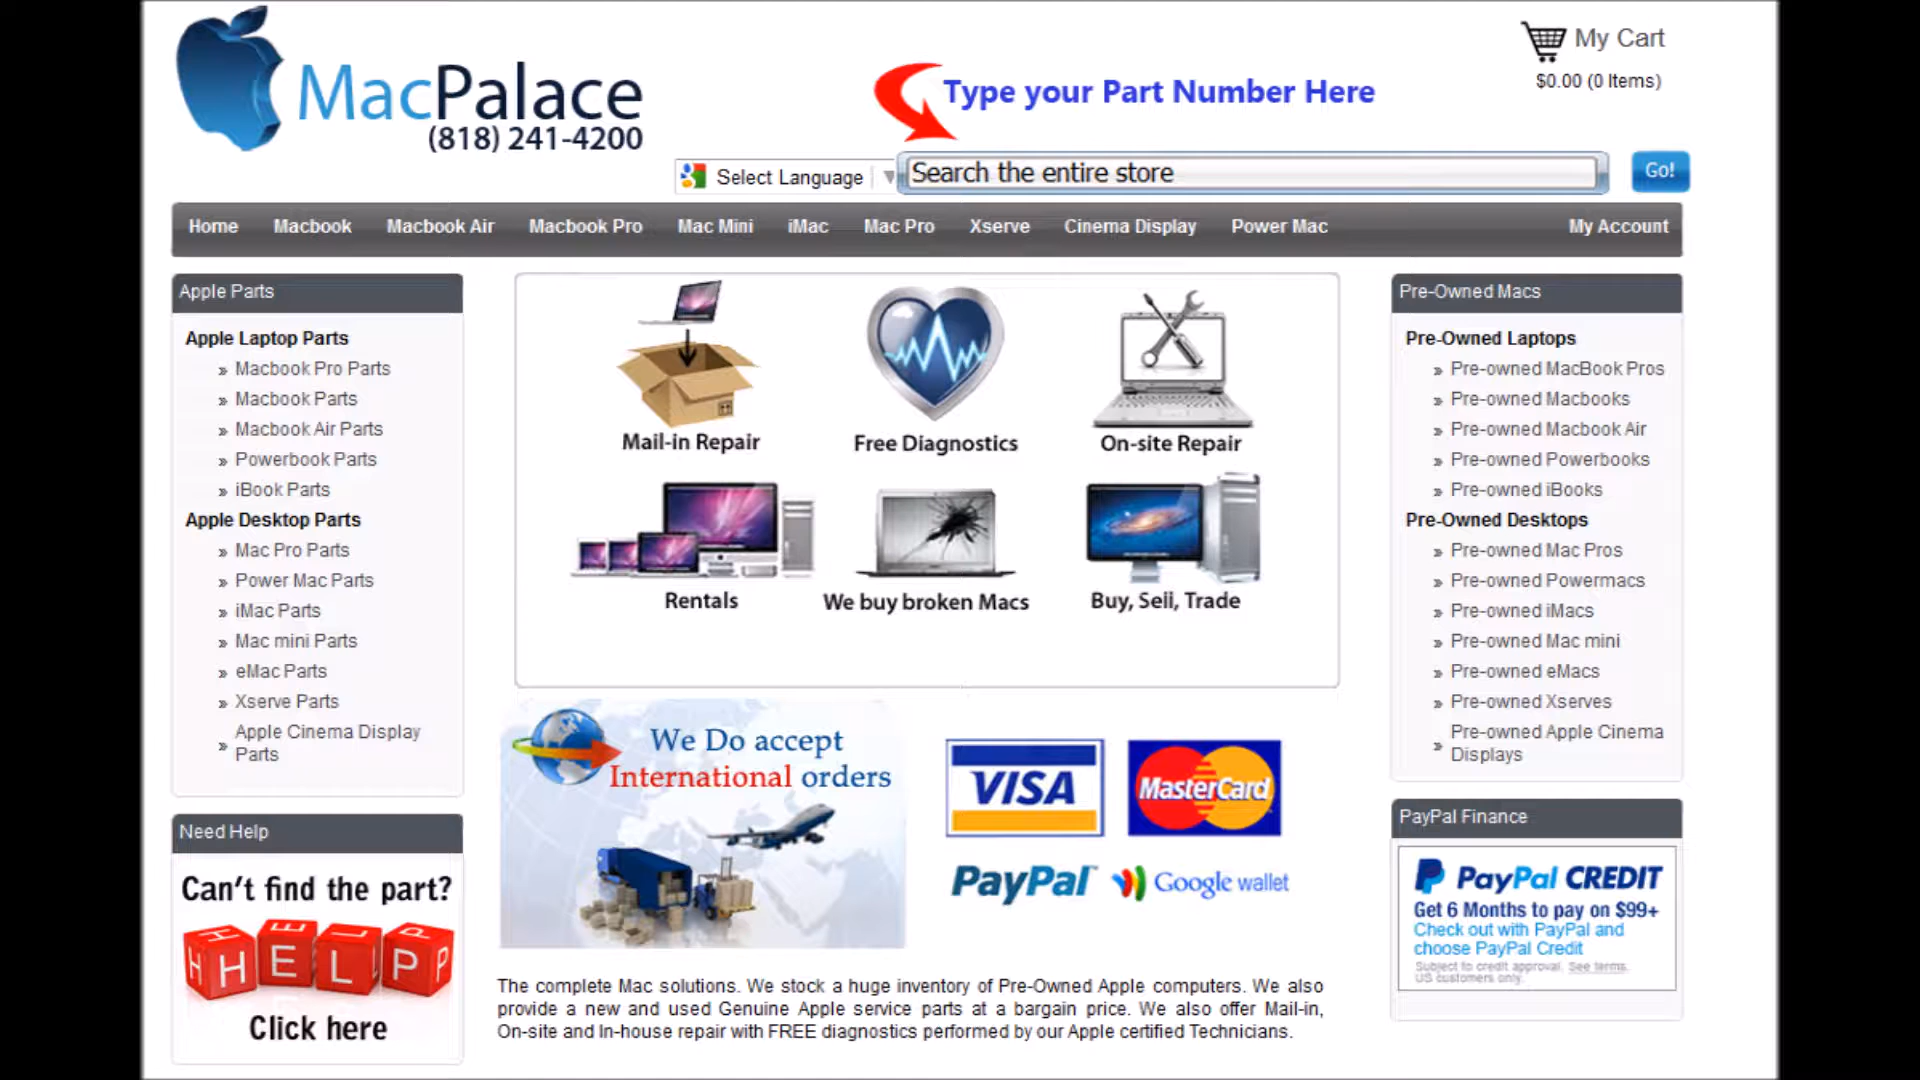 MacPalace
(818) 241-4200
Type your Part Number Here
My Cart
$0.00 (0 Items)
Select Language
Search the entire store
Go!
Home Macbook Macbook Air Macbook Pro Mac Mini iMac Mac Pro Xserve Cinema Display Power Mac My Account
Apple Parts
Apple Laptop Parts
Macbook Pro Parts
Macbook Parts
Macbook Air Parts
Powerbook Parts
iBook Parts
Apple Desktop Parts
Mac Pro Parts
Power Mac Parts
iMac Parts
Mac mini Parts
eMac Parts
Xserve Parts
Apple Cinema Display
Parts
Need Help
Can't find the part?
HELP
Click here
Mail-in Repair
Free Diagnostics
On-site Repair
Rentals
We buy broken Macs
Buy, Sell, Trade
We Do accept
International orders
VISA
MasterCard
PayPal
Google wallet
The complete Mac solutions. We stock a huge inventory of Pre-Owned Apple computers. We also
provide a new and used Genuine Apple service parts at a bargain price. We also offer Mail-in,
On-site and In-house repair with FREE diagnostics performed by our Apple certified Technicians.
Pre-Owned Macs
Pre-Owned Laptops
Pre-owned MacBook Pros
Pre-owned Macbooks
Pre-owned Macbook Air
Pre-owned Powerbooks
Pre-owned iBooks
Pre-Owned Desktops
Pre-owned Mac Pros
Pre-owned Powermacs
Pre-owned iMacs
Pre-owned Mac mini
Pre-owned eMacs
Pre-owned Xserves
Pre-owned Apple Cinema
Displays
PayPal Finance
PayPal CREDIT
Get 6 Months to pay on $99+
Check out with PayPal and
choose PayPal Credit
Subject to credit approval. See terms.
US customers only.